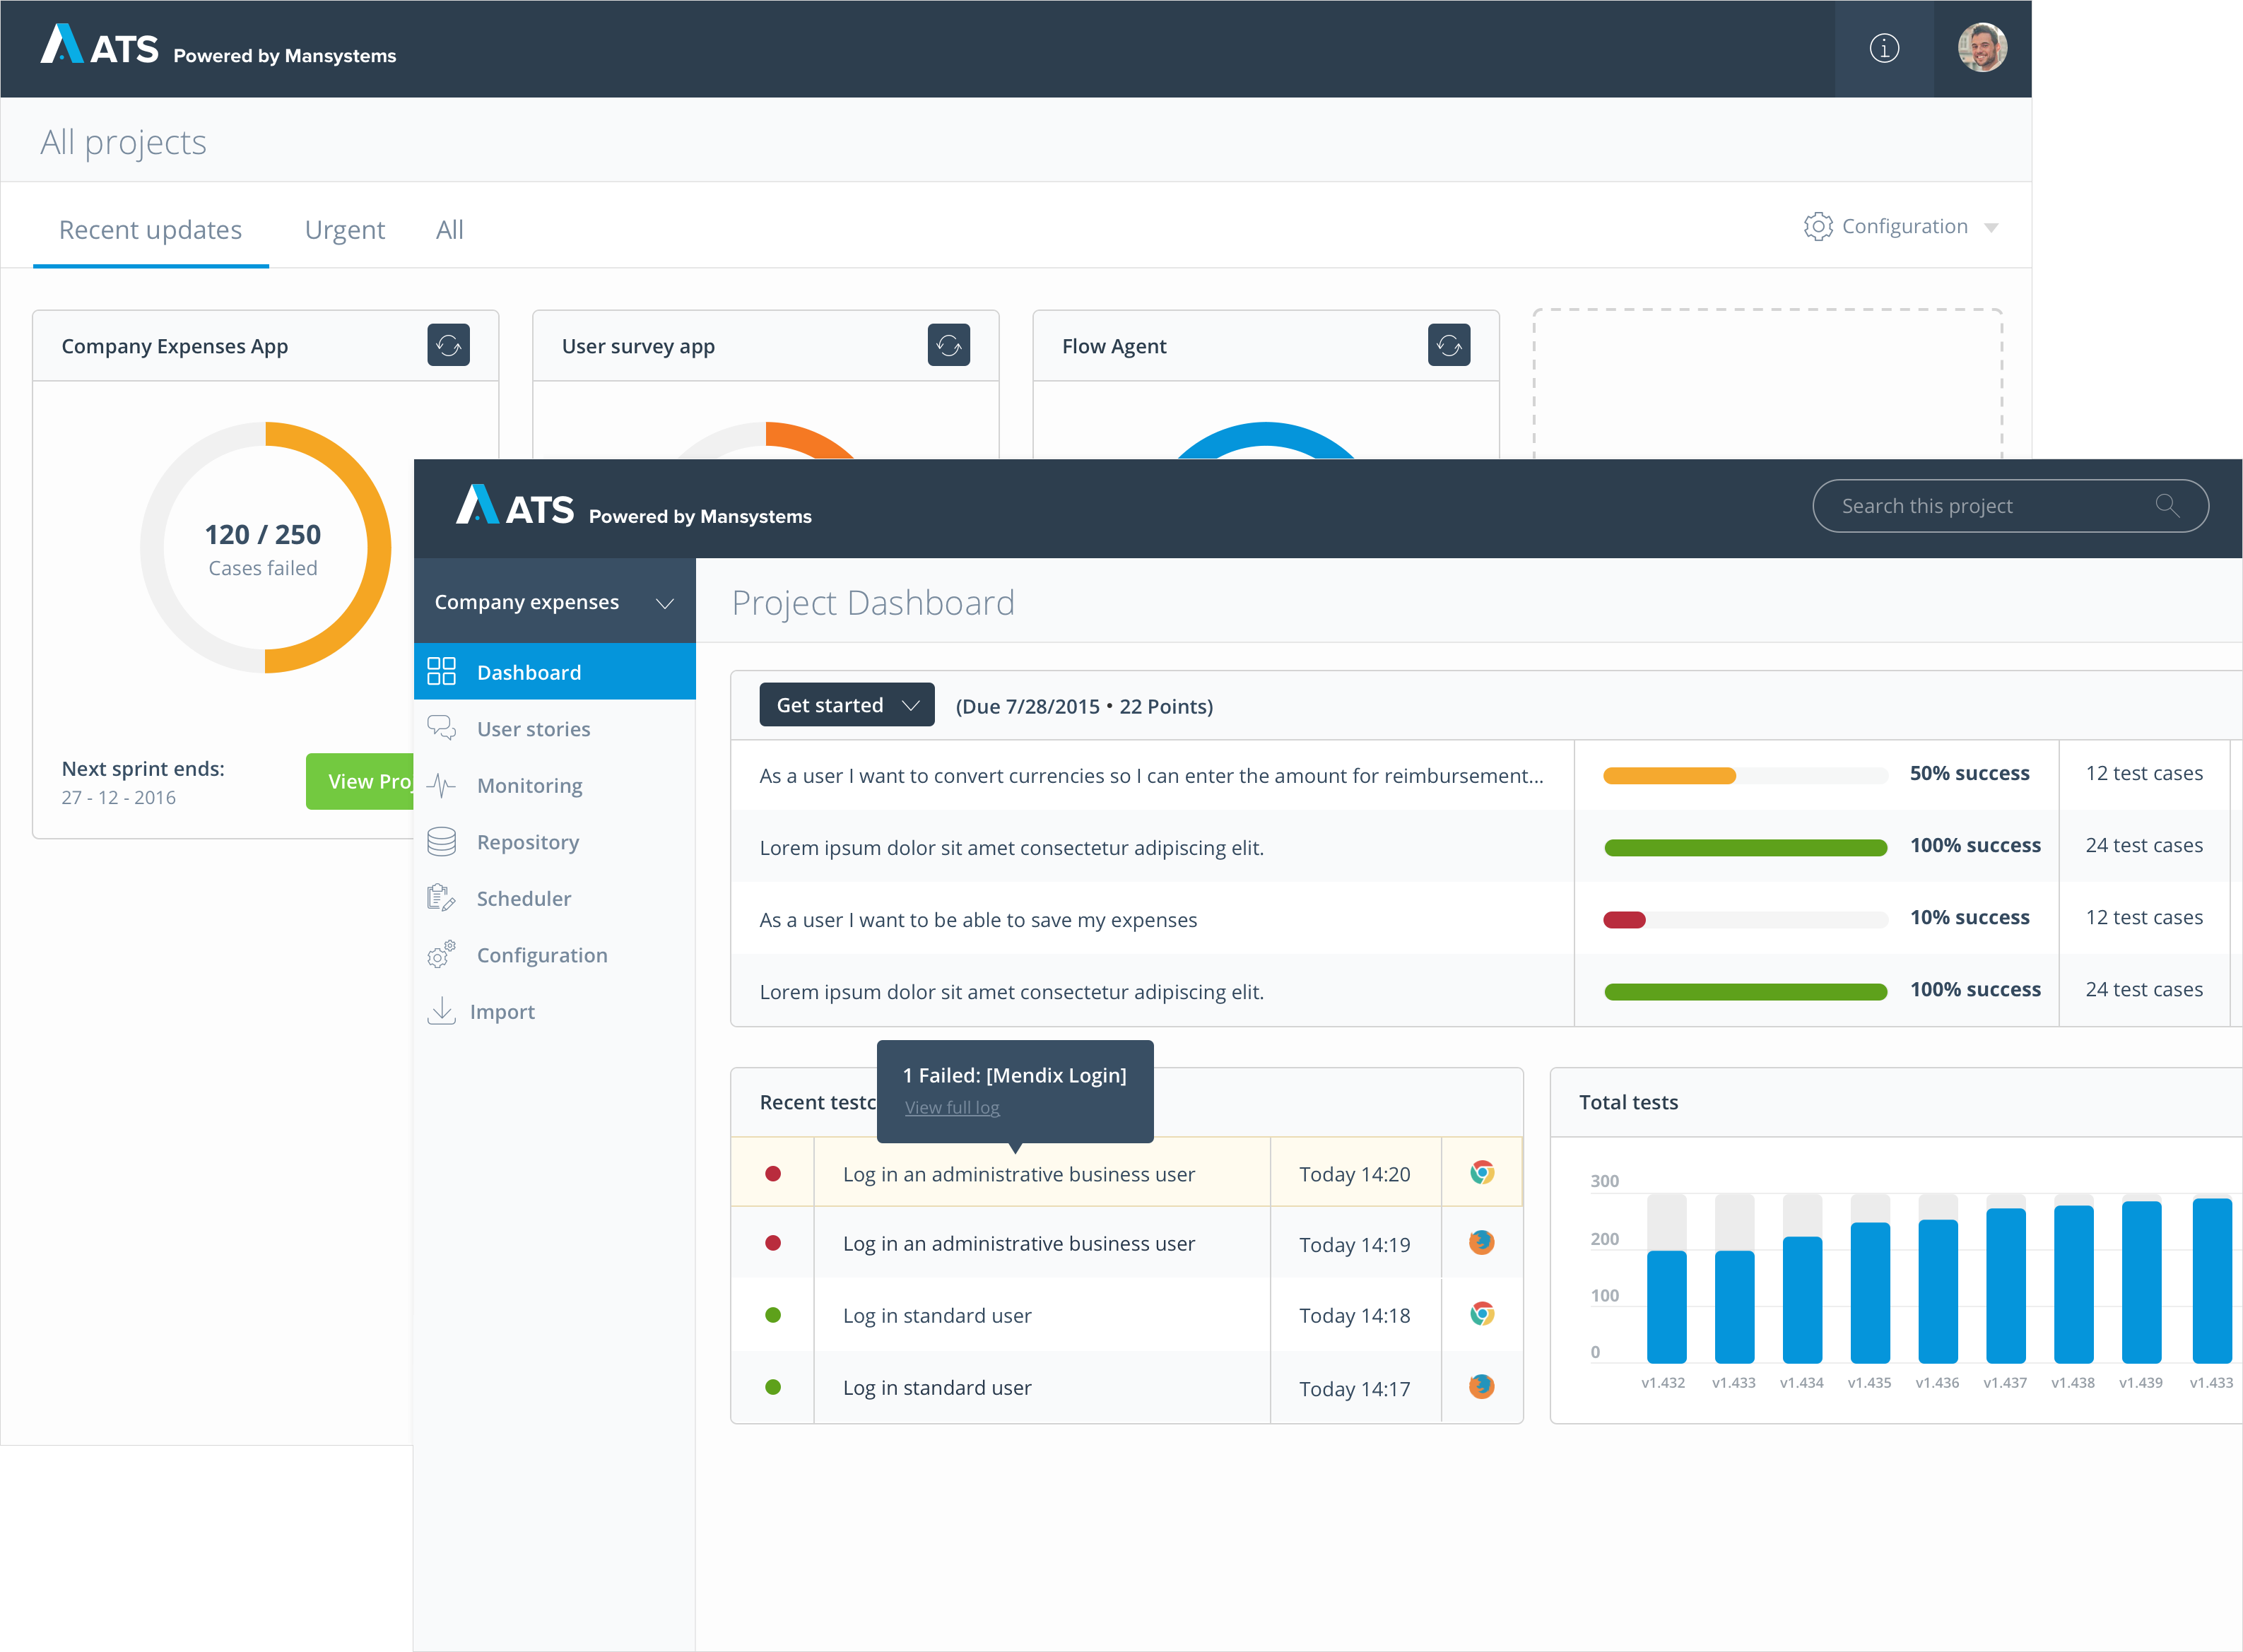 ATS Powered by Mansystems
All projects
Recent updates Urgent All
Configuration
Company Expenses App
User survey app
Flow Agent
120 / 250
Cases failed
Next sprint ends:
27 - 12 - 2016
View Proj
ATS Powered by Mansystems
Search this project
Company expenses
Dashboard
User stories
Monitoring
Repository
Scheduler
Configuration
Import
Project Dashboard
Get started (Due 7/28/2015 • 22 Points)
As a user I want to convert currencies so I can enter the amount for reimbursement... 50% success 12 test cases
Lorem ipsum dolor sit amet consectetur adipiscing elit. 100% success 24 test cases
As a user I want to be able to save my expenses 10% success 12 test cases
Lorem ipsum dolor sit amet consectetur adipiscing elit. 100% success 24 test cases
1 Failed: [Mendix Login]
View full log
Recent testc
Log in an administrative business user Today 14:20
Log in an administrative business user Today 14:19
Log in standard user Today 14:18
Log in standard user Today 14:17
Total tests
300
200
100
0
v1.432 v1.433 v1.434 v1.435 v1.436 v1.437 v1.438 v1.439 v1.433